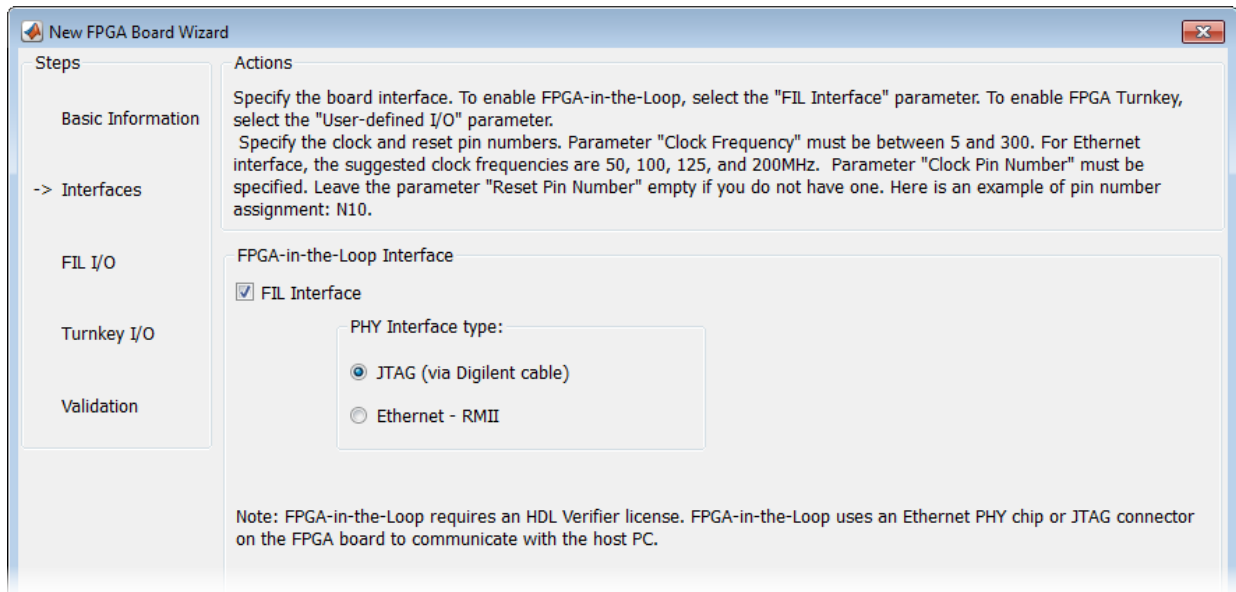 New FPGA Board Wizard
Steps
Basic Information
-> Interfaces
FIL I/O
Turnkey I/O
Validation
Actions
Specify the board interface. To enable FPGA-in-the-Loop, select the "FIL Interface" parameter. To enable FPGA Turnkey,
select the "User-defined I/O" parameter.
Specify the clock and reset pin numbers. Parameter "Clock Frequency" must be between 5 and 300. For Ethernet
interface, the suggested clock frequencies are 50, 100, 125, and 200MHz.  Parameter "Clock Pin Number" must be
specified. Leave the parameter "Reset Pin Number" empty if you do not have one. Here is an example of pin number
assignment: N10.
FPGA-in-the-Loop Interface
FIL Interface
PHY Interface type:
JTAG (via Digilent cable)
Ethernet - RMII
Note: FPGA-in-the-Loop requires an HDL Verifier license. FPGA-in-the-Loop uses an Ethernet PHY chip or JTAG connector
on the FPGA board to communicate with the host PC.